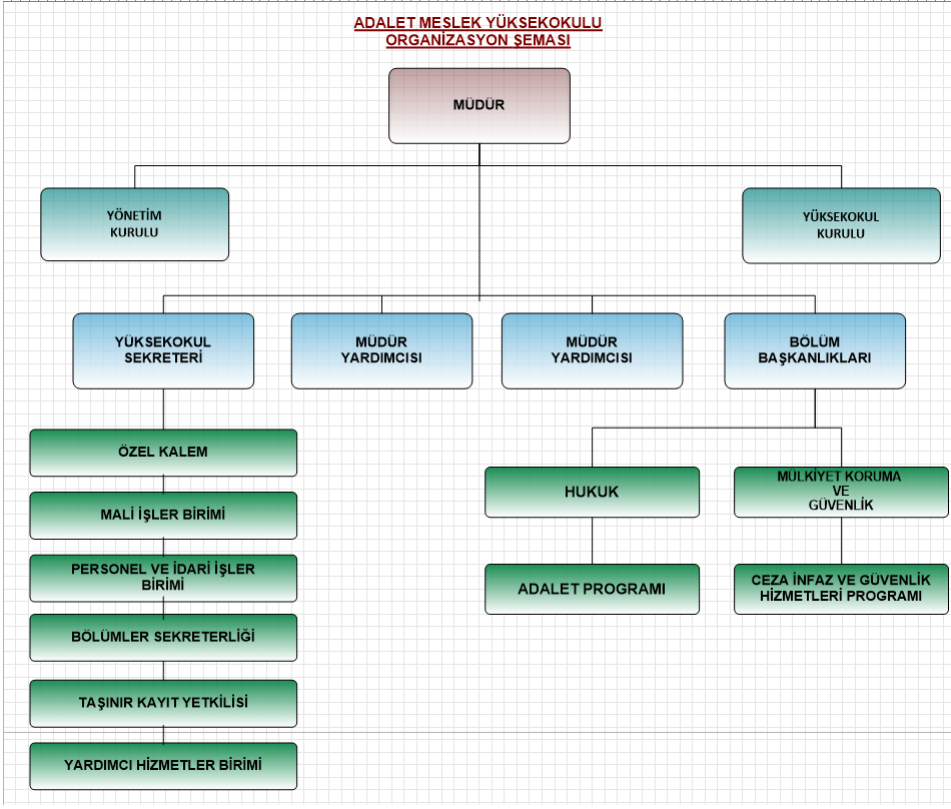 ADALET MESLEK YÜKSEKOKULU
ORGANİZASYON ŞEMASI
MÜDÜR
YÖNETİM
KURULU
YÜKSEKOKUL
KURULU
YÜKSEKOKUL
SEKRETERİ
MÜDÜR
YARDIMCISI
MÜDÜR
YARDIMCISI
BÖLÜM
BAŞKANLIKLARI
ÖZEL KALEM
MALİ İŞLER BİRİMİ
PERSONEL VE İDARİ İŞLER
BİRİMİ
BÖLÜMLER SEKRETERLİĞİ
TAŞINIR KAYIT YETKİLİSİ
YARDIMCI HİZMETLER BİRİMİ
HUKUK
ADALET PROGRAMI
MÜLKİYET KORUMA
VE
GÜVENLİK
CEZA İNFAZ VE GÜVENLİK
HİZMETLERİ PROGRAMI